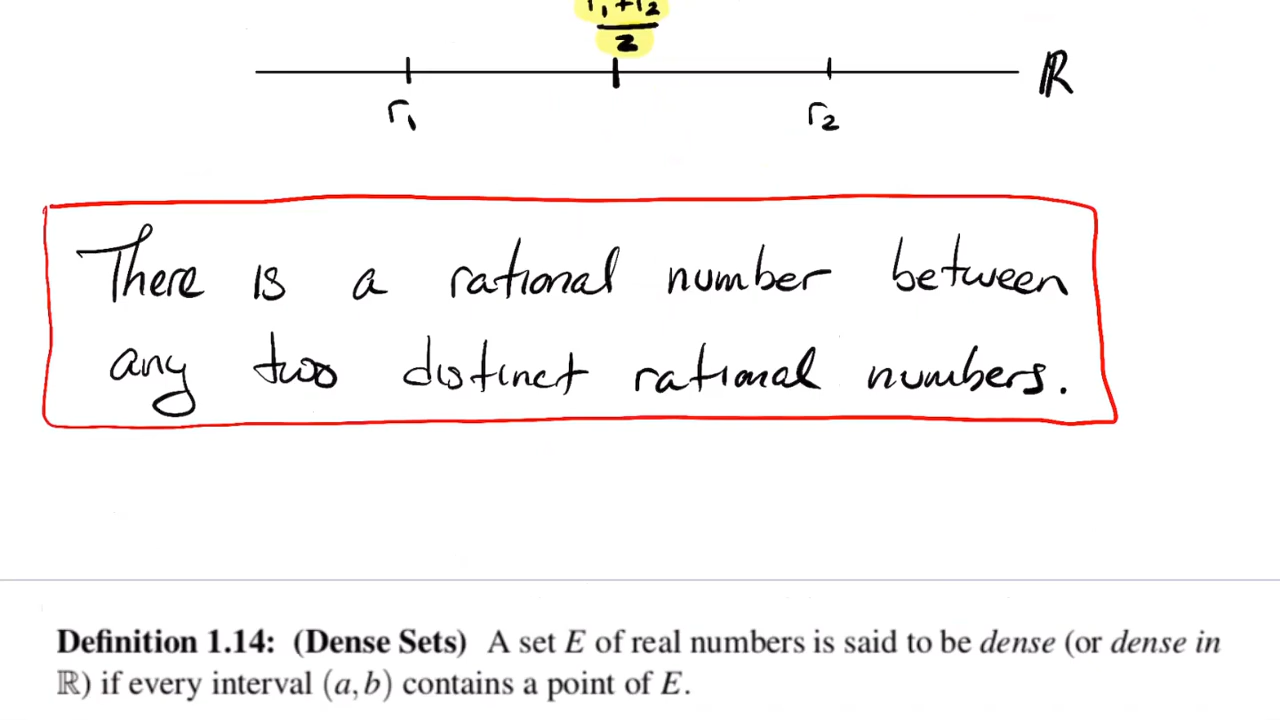 r₁+r₂
2
r₁ r₂ ℝ
There is a rational number between
any two distinct rational numbers.
Definition 1.14: (Dense Sets) A set E of real numbers is said to be dense (or dense in
ℝ) if every interval (a, b) contains a point of E.